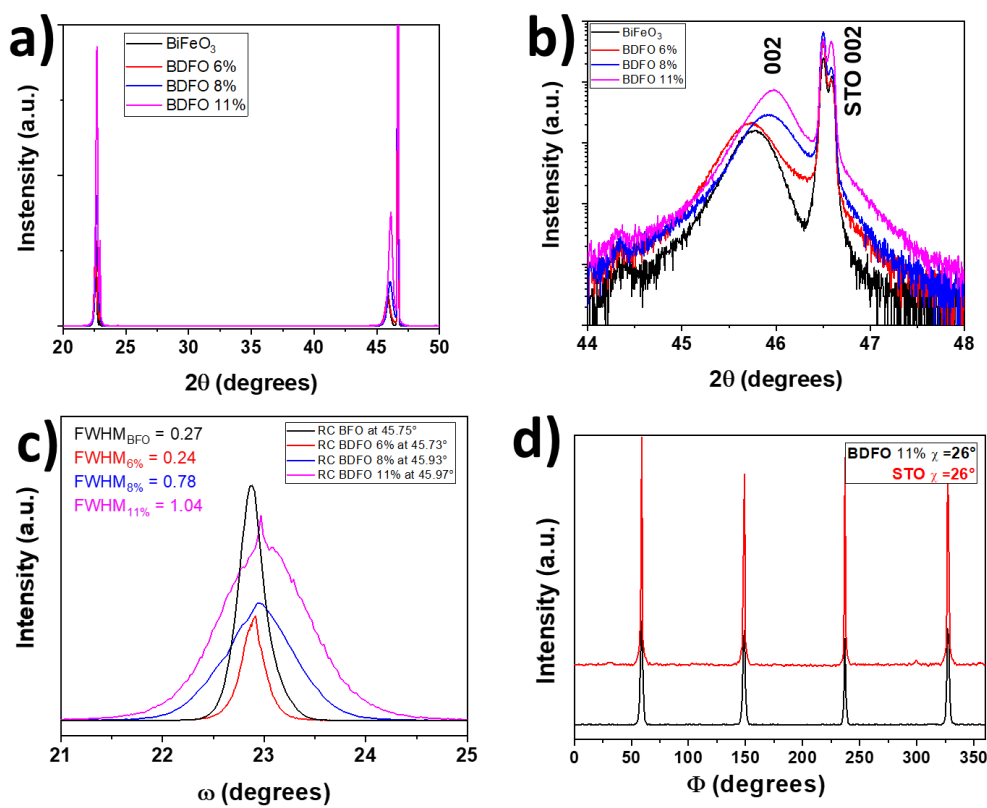 a)
BiFeO₃
BDFO 6%
BDFO 8%
BDFO 11%
Instensity (a.u.)
20 25 30 35 40 45 50
2θ (degrees)
b)
BiFeO₃
BDFO 6%
BDFO 8%
BDFO 11%
002
STO 002
Instensity (a.u.)
44 45 46 47 48
2θ (degrees)
c)
FWHM_BFO = 0.27
FWHM_6% = 0.24
FWHM_8% = 0.78
FWHM_11% = 1.04
RC BFO at 45.75°
RC BDFO 6% at 45.73°
RC BDFO 8% at 45.93°
RC BDFO 11% at 45.97°
Intensity (a.u.)
21 22 23 24 25
ω (degrees)
d)
BDFO 11% χ =26°
STO χ =26°
Intensity (a.u.)
0 50 100 150 200 250 300 350
Φ (degrees)